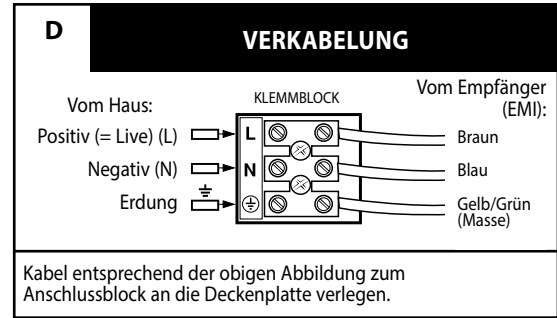 D
VERKABELUNG
Vom Haus:
KLEMMBLOCK
Vom Empfänger
(EMI):
Positiv (= Live) (L)
L
Braun
Negativ (N)
N
Blau
Erdung
Gelb/Grün
(Masse)
Kabel entsprechend der obigen Abbildung zum
Anschlussblock an die Deckenplatte verlegen.